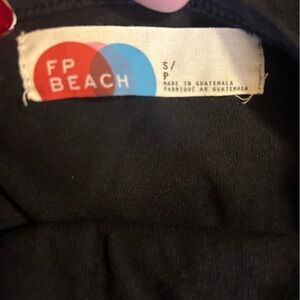 FP
BEACH
S/
P
MADE IN GUATEMALA
FABRIQUÉ AU GUATEMALA